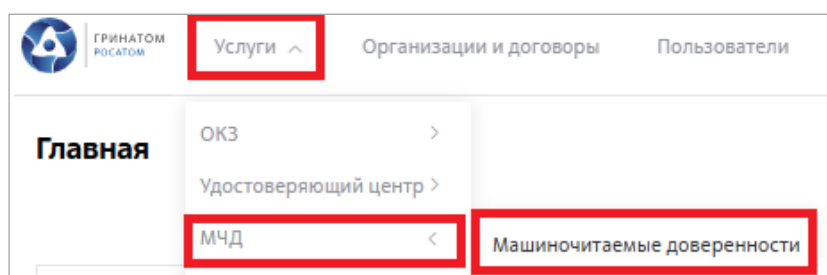 ГРИНАТОМ
РОСАТОМ
Услуги Организации и договоры Пользователи
Главная
ОКЗ
Удостоверяющий центр
МЧД
Машиночитаемые доверенности